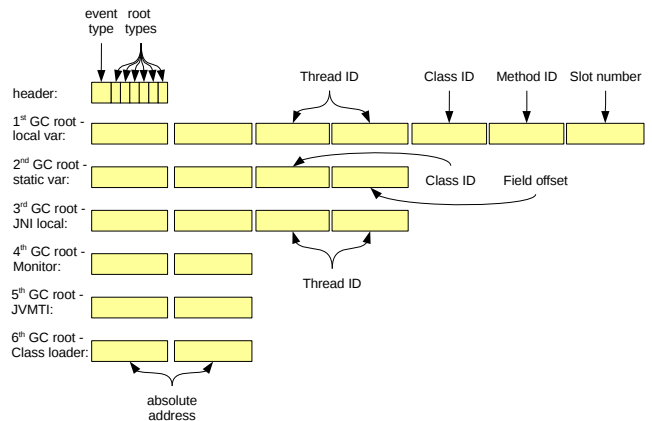 event type
root types
header:
Thread ID
Class ID
Method ID
Slot number
1st GC root -
local var:
2nd GC root -
static var:
Class ID
Field offset
3rd GC root -
JNI local:
4th GC root -
Monitor:
Thread ID
5th GC root -
JVMTI:
6th GC root -
Class loader:
absolute
address